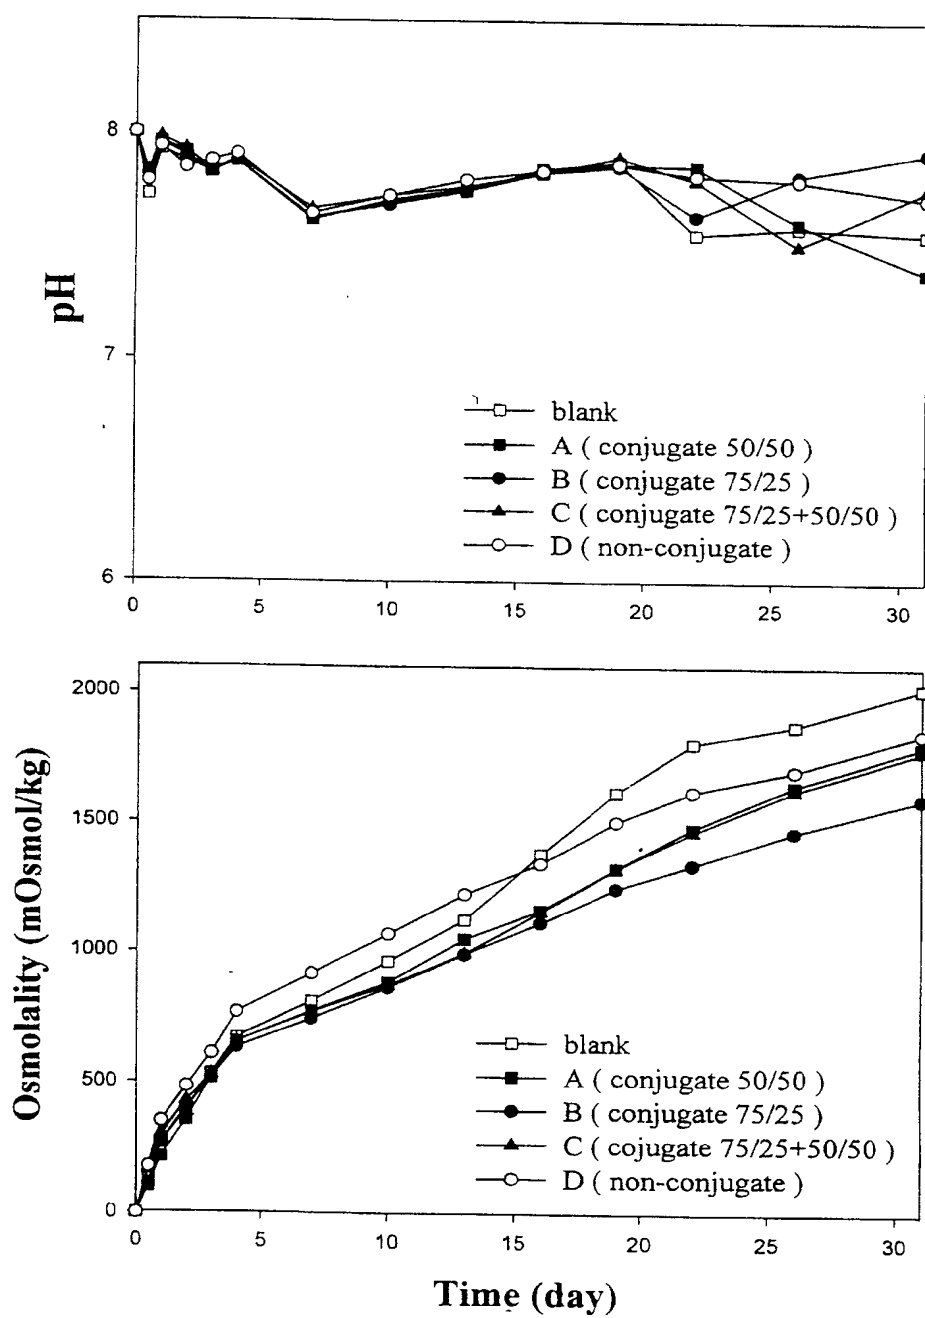 8
7
6
pH
blank
A ( conjugate 50/50 )
B ( conjugate 75/25 )
C ( conjugate 75/25+50/50 )
D ( non-conjugate )
0 5 10 15 20 25 30
2000
1500
1000
500
0
Osmolality (mOsmol/kg)
blank
A ( conjugate 50/50 )
B ( conjugate 75/25 )
C ( cojugate 75/25+50/50 )
D ( non-conjugate )
0 5 10 15 20 25 30
Time (day)